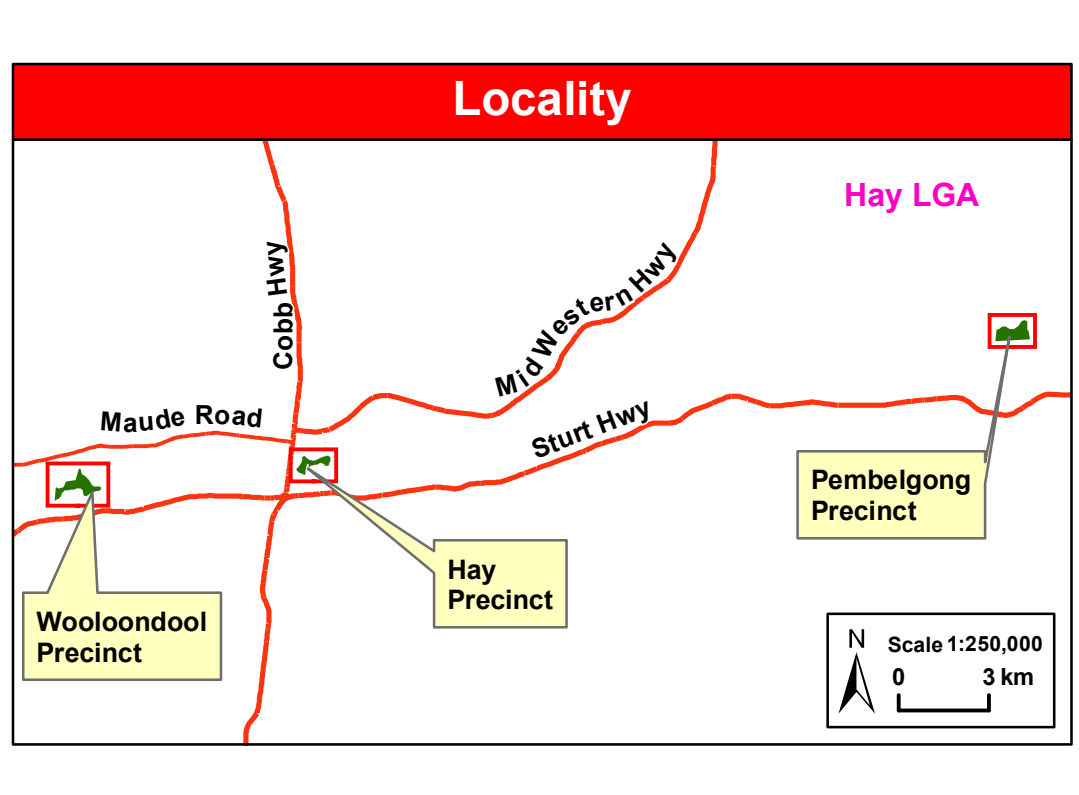 Locality
Hay LGA
Cobb Hwy
Mid Western Hwy
Maude Road
Sturt Hwy
Pembelgong
Precinct
Hay
Precinct
Wooloondool
Precinct
N
Scale 1:250,000
0 3 km